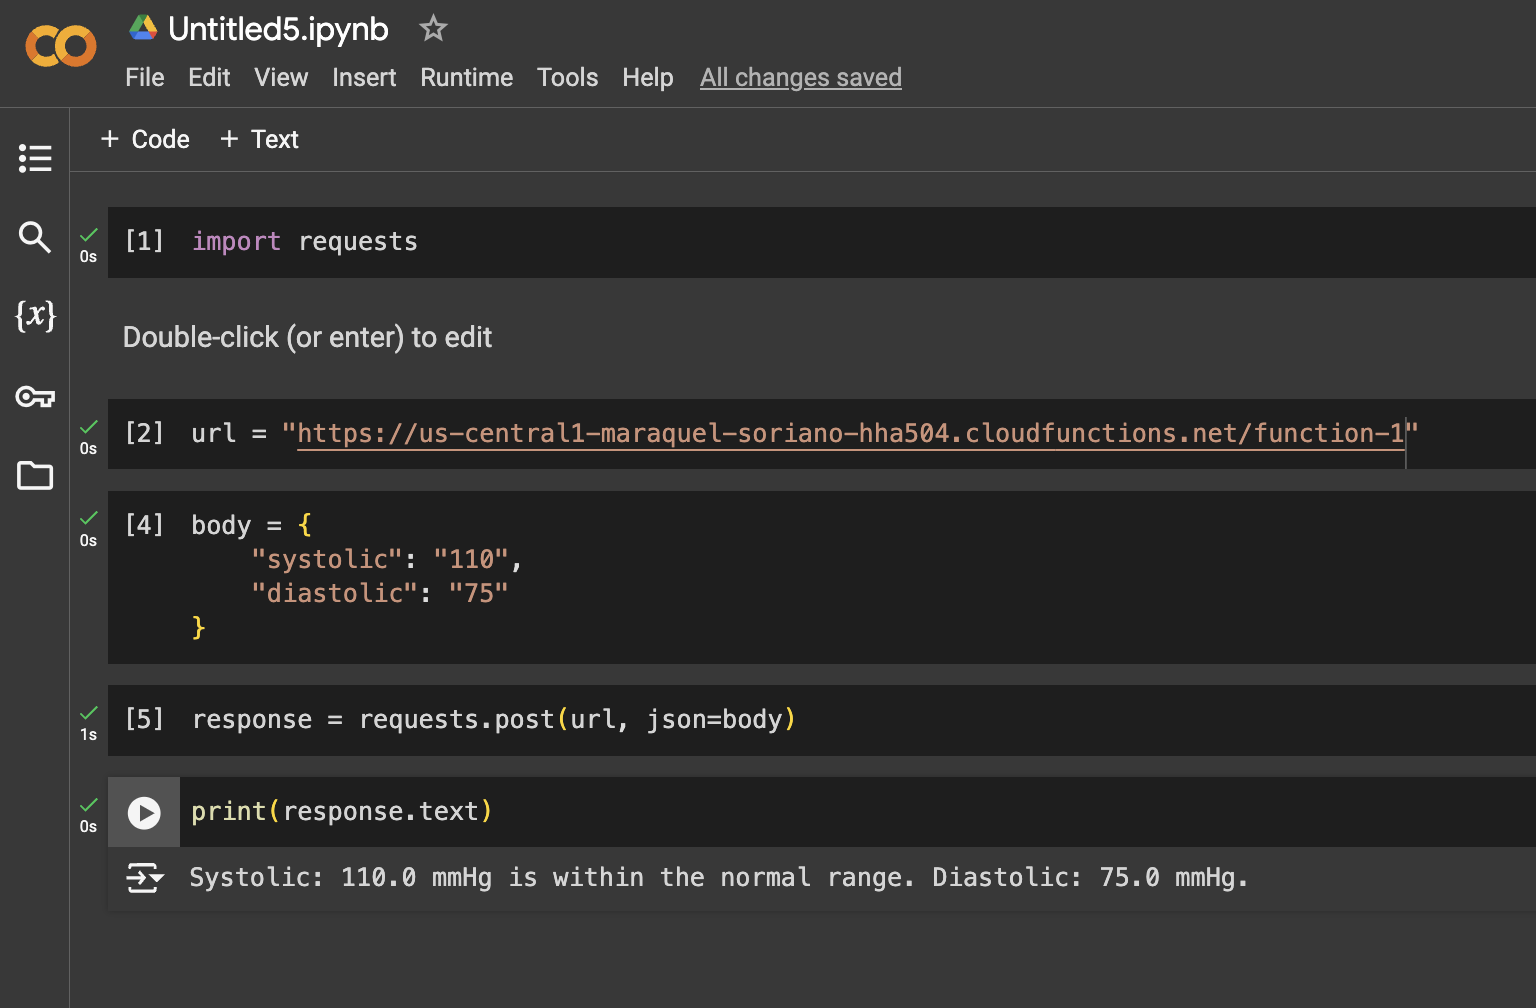 Untitled5.ipynb
File Edit View Insert Runtime Tools Help All changes saved
+ Code + Text
0s [1] import requests
Double-click (or enter) to edit
0s [2] url = "https://us-central1-maraquel-soriano-hha504.cloudfunctions.net/function-1"
0s [4] body = {
"systolic": "110",
"diastolic": "75"
}
1s [5] response = requests.post(url, json=body)
0s print(response.text)
Systolic: 110.0 mmHg is within the normal range. Diastolic: 75.0 mmHg.
{x}